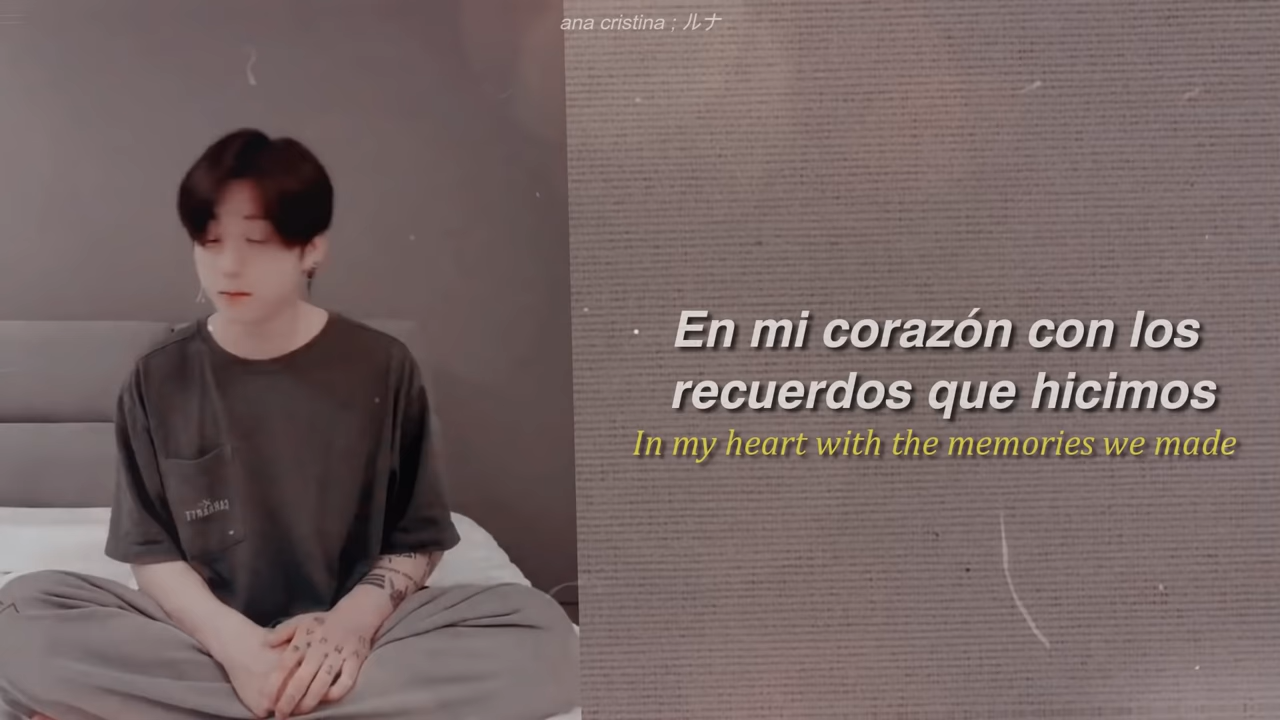 ana cristina ; ルナ
En mi corazón con los
recuerdos que hicimos
In my heart with the memories we made
CARHARTT